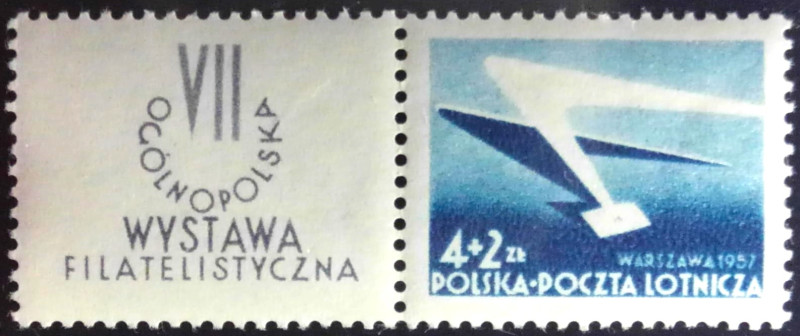 VII
OGÓLNOPOLSKA
WYSTAWA
FILATELISTYCZNA
4+2 ZŁ
WARSZAWA 1957
POLSKA·POCZTA LOTNICZA